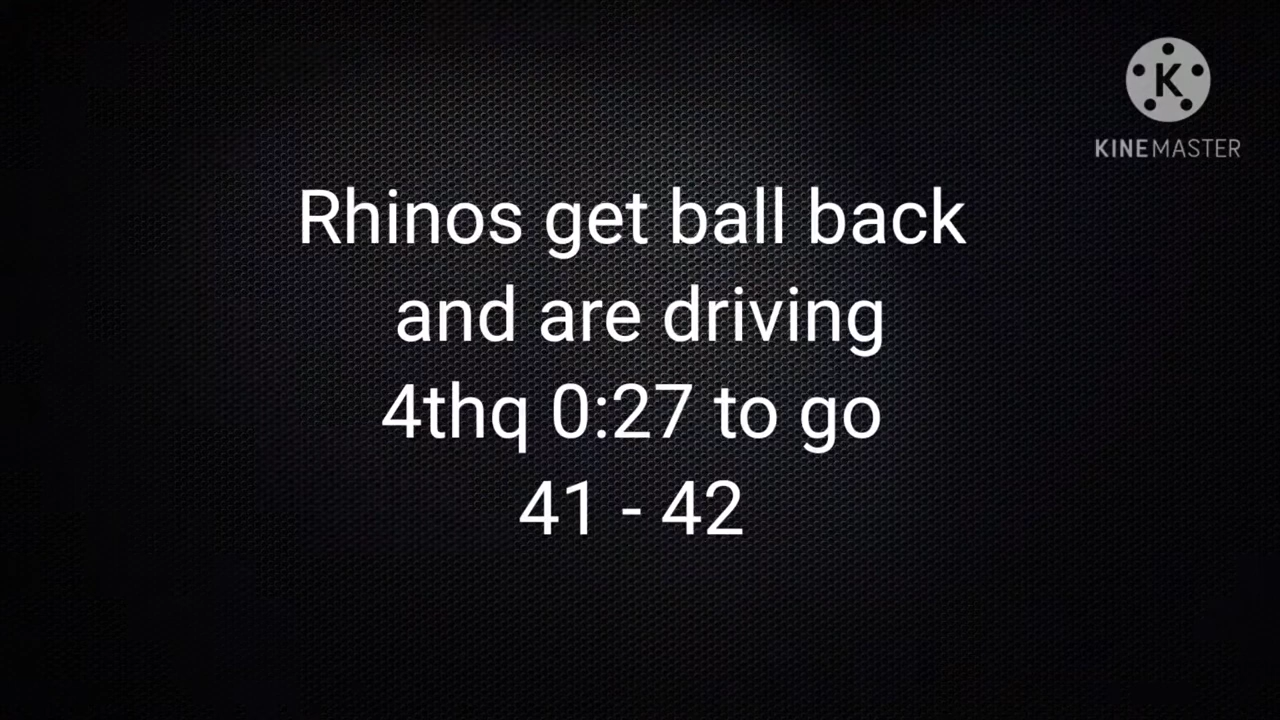 K
KINEMASTER
Rhinos get ball back
and are driving
4thq 0:27 to go
41 - 42